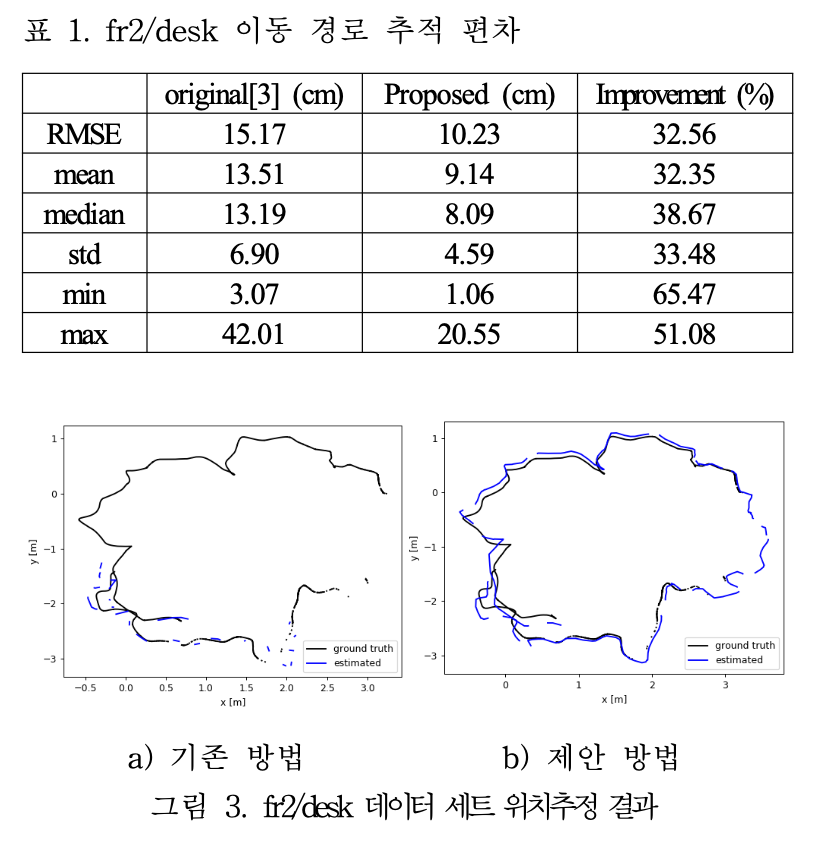 표 1. fr2/desk 이동 경로 추적 편차
original[3] (cm) Proposed (cm) Improvement (%)
RMSE 15.17 10.23 32.56
mean 13.51 9.14 32.35
median 13.19 8.09 38.67
std 6.90 4.59 33.48
min 3.07 1.06 65.47
max 42.01 20.55 51.08
1
0
−1
−2
−3
y [m]
−0.5 0.0 0.5 1.0 1.5 2.0 2.5 3.0
x [m]
ground truth
estimated
1
0
−1
−2
−3
y [m]
0 1 2 3
x [m]
ground truth
estimated
a) 기존 방법
b) 제안 방법
그림 3. fr2/desk 데이터 세트 위치추정 결과